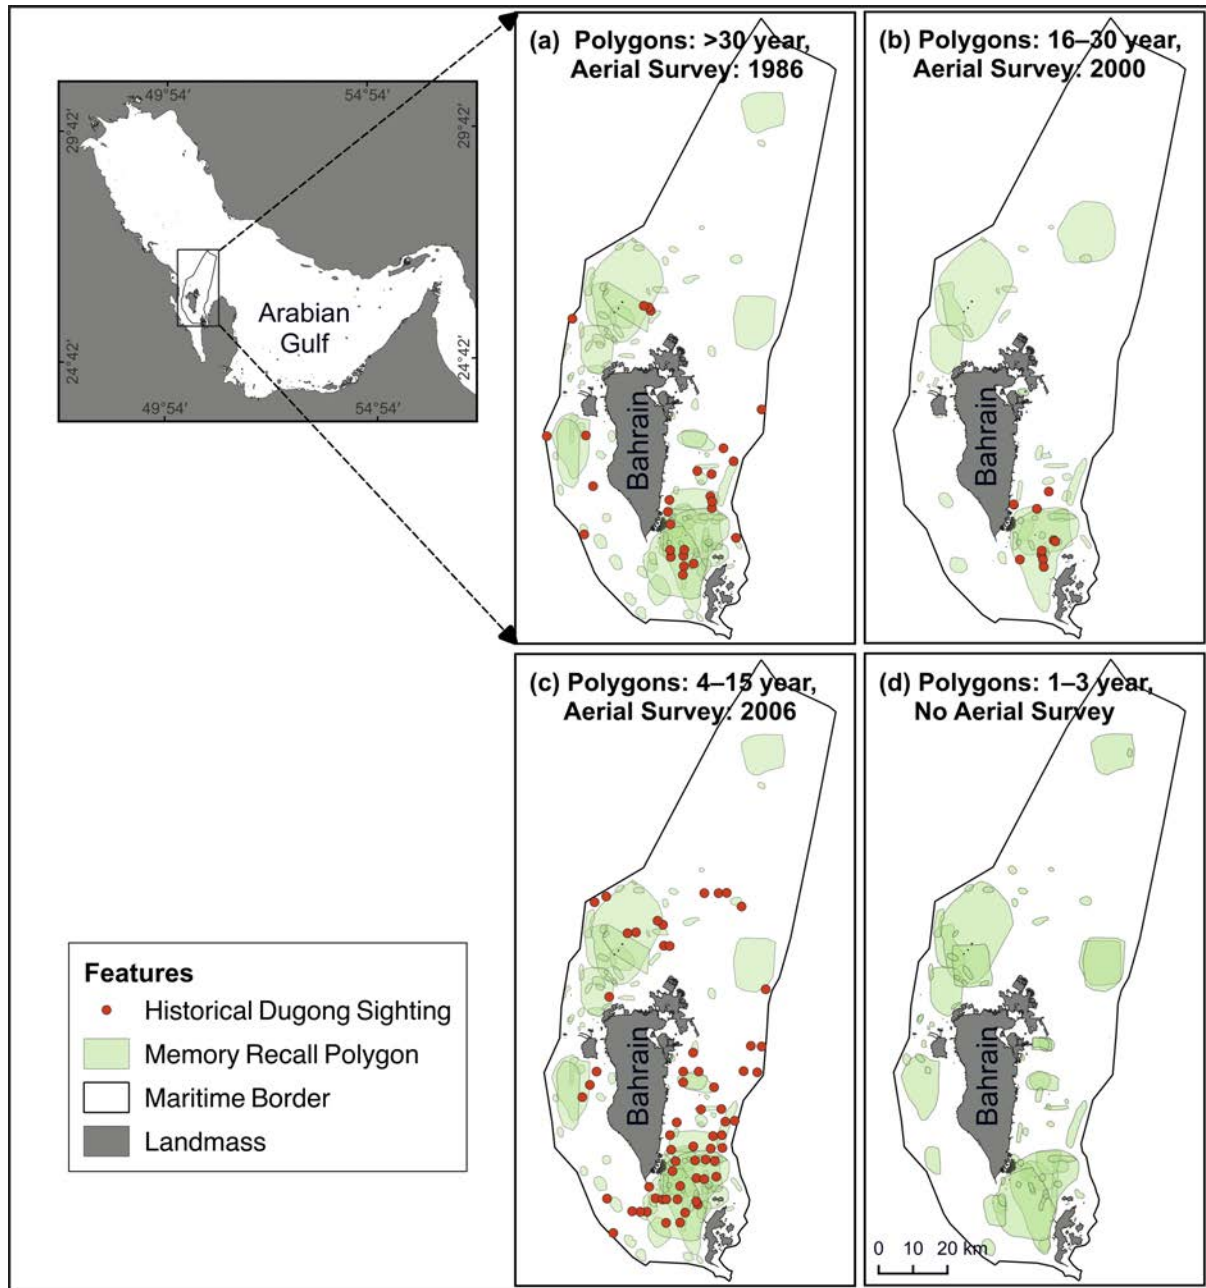 (a) Polygons: >30 year,
Aerial Survey: 1986
(b) Polygons: 16–30 year,
Aerial Survey: 2000
49°54'
54°54'
29°42'
29°42'
Arabian
Gulf
24°42'
24°42'
49°54'
54°54'
Bahrain
Bahrain
(c) Polygons: 4–15 year,
Aerial Survey: 2006
(d) Polygons: 1–3 year,
No Aerial Survey
Bahrain
Bahrain
Features
Historical Dugong Sighting
Memory Recall Polygon
Maritime Border
Landmass
0 10 20 km